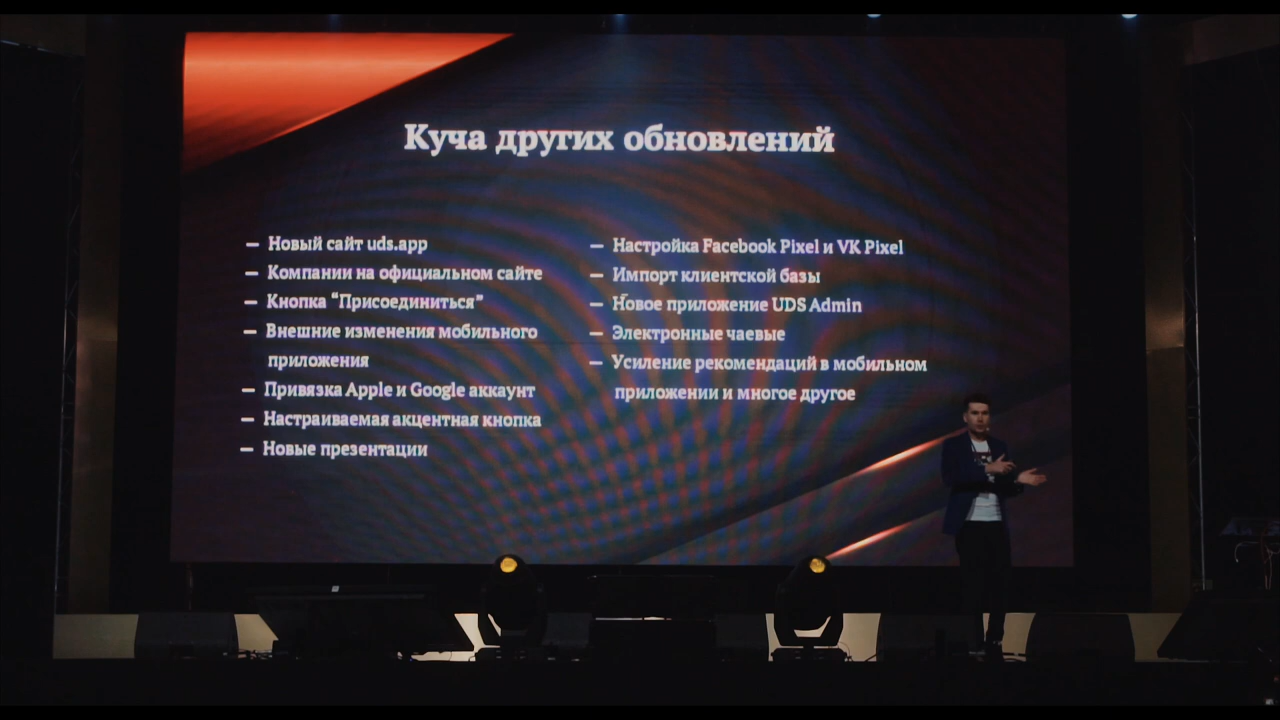 Куча других обновлений
— Новый сайт uds.app
— Компании на официальном сайте
— Кнопка “Присоединиться”
— Внешние изменения мобильного
приложения
— Привязка Apple и Google аккаунт
— Настраиваемая акцентная кнопка
— Новые презентации
— Настройка Facebook Pixel и VK Pixel
— Импорт клиентской базы
— Новое приложение UDS Admin
— Электронные чаевые
— Усиление рекомендаций в мобильном
приложении и многое другое